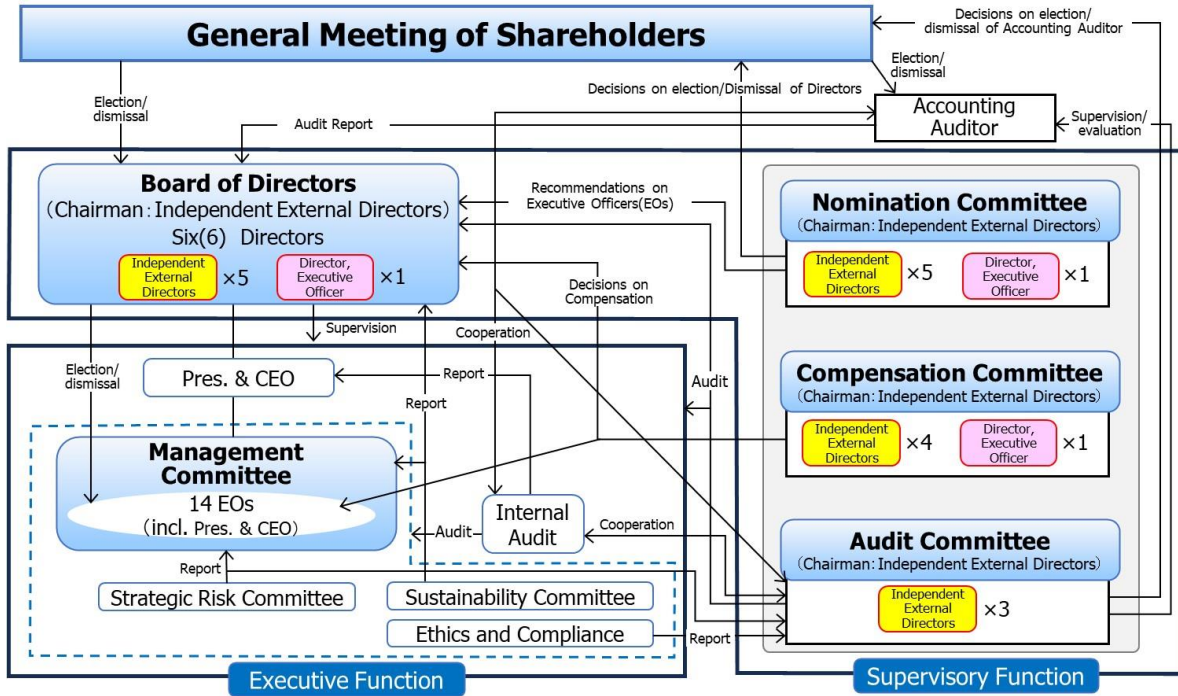 General Meeting of Shareholders
Decisions on election/
dismissal of Accounting Auditor
Election/
dismissal
Election/
dismissal
Decisions on election/Dismissal of Directors
Accounting
Auditor
Supervision/
evaluation
Audit Report
Board of Directors
(Chairman: Independent External Directors)
Six(6) Directors
Independent
External
Directors
×5
Director,
Executive
Officer
×1
Recommendations on
Executive Officers(EOs)
Nomination Committee
(Chairman: Independent External Directors)
Independent
External
Directors
×5
Director,
Executive
Officer
×1
Decisions on
Compensation
Supervision
Cooperation
Election/
dismissal
Pres. & CEO
Report
Report
Audit
Compensation Committee
(Chairman: Independent External Directors)
Independent
External
Directors
×4
Director,
Executive
Officer
×1
Management
Committee
14 EOs
(incl. Pres. & CEO)
Audit
Internal
Audit
Cooperation
Audit Committee
(Chairman: Independent External Directors)
Independent
External
Directors
×3
Report
Strategic Risk Committee
Sustainability Committee
Ethics and Compliance
Report
Executive Function
Supervisory Function